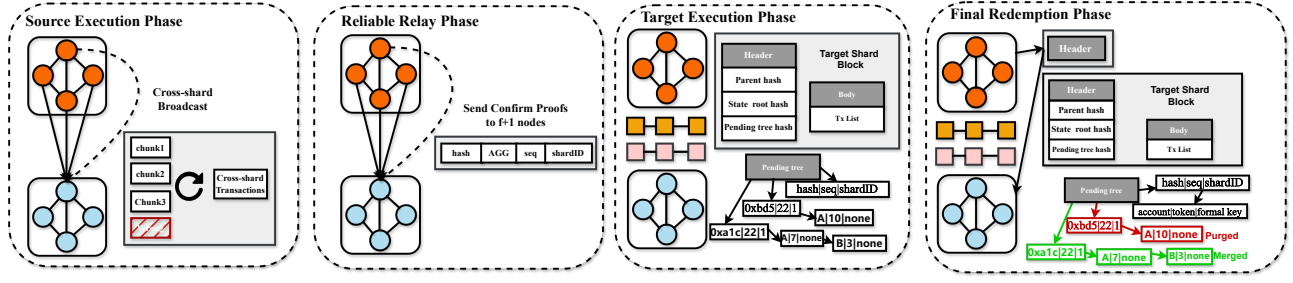 Source Execution Phase
Cross-shard
Broadcast
chunk1
chunk2
Chunk3
Cross-shard
Transactions
Reliable Relay Phase
Send Confirm Proofs
to f+1 nodes
hash
AGG
seq
shardID
Target Execution Phase
Header
Parent hash
State root hash
Pending tree hash
Target Shard
Block
Body
Tx List
Pending tree
hash|seq|shardID
0xbd5|22|1
A|10|none
0xa1c|22|1
A|7|none
B|3|none
Final Redemption Phase
Header
Header
Parent hash
State root hash
Pending tree hash
Target Shard
Block
Body
Tx List
Pending tree
hash|seq|shardID
account|token|formal key
0xbd5|22|1
A|10|none
Purged
0xa1c|22|1
A|7|none
B|3|none
Merged